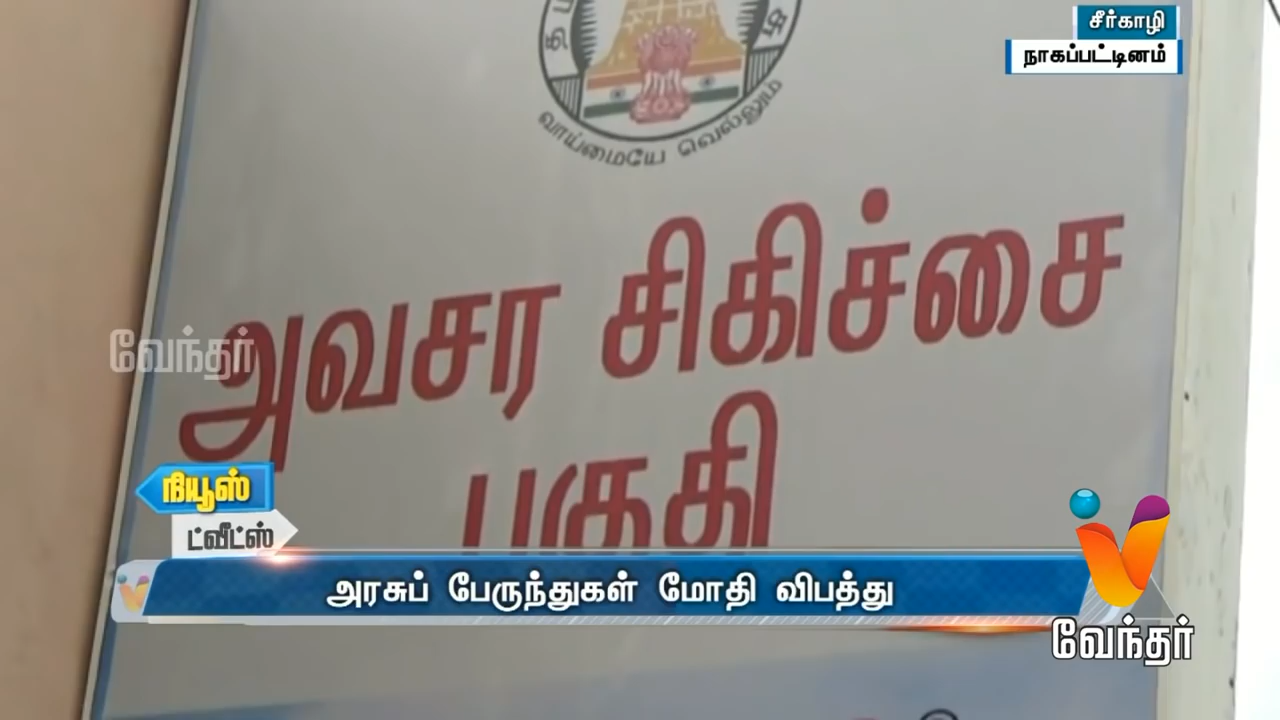 சீர்காழி
நாகப்பட்டினம்
வாய்மையே வெல்லும்
அவசர சிகிச்சை
பகுதி
வேந்தர்
நியூஸ்
ட்வீட்ஸ்
அரசுப் பேருந்துகள் மோதி விபத்து
வேந்தர்